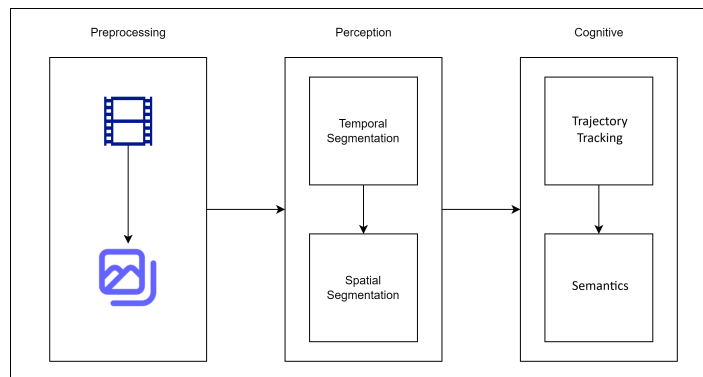 Preprocessing
Perception
Cognitive
Temporal
Segmentation
Spatial
Segmentation
Trajectory
Tracking
Semantics